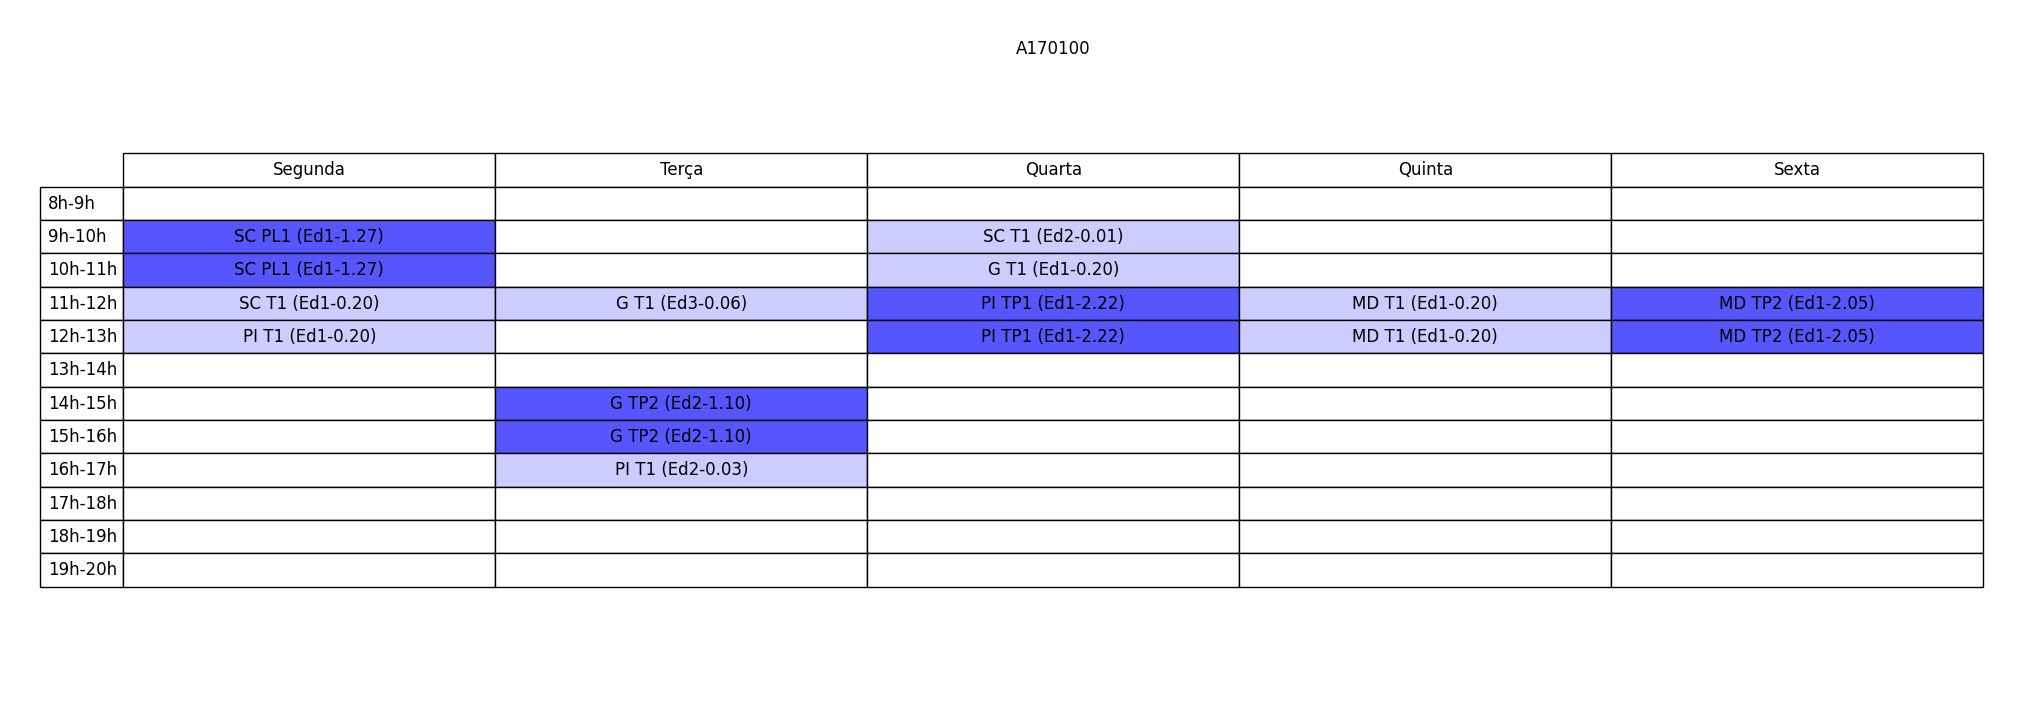 A170100
Segunda Terça Quarta Quinta Sexta
8h-9h
9h-10h SC PL1 (Ed1-1.27) SC T1 (Ed2-0.01)
10h-11h SC PL1 (Ed1-1.27) G T1 (Ed1-0.20)
11h-12h SC T1 (Ed1-0.20) G T1 (Ed3-0.06) PI TP1 (Ed1-2.22) MD T1 (Ed1-0.20) MD TP2 (Ed1-2.05)
12h-13h PI T1 (Ed1-0.20) PI TP1 (Ed1-2.22) MD T1 (Ed1-0.20) MD TP2 (Ed1-2.05)
13h-14h
14h-15h G TP2 (Ed2-1.10)
15h-16h G TP2 (Ed2-1.10)
16h-17h PI T1 (Ed2-0.03)
17h-18h
18h-19h
19h-20h